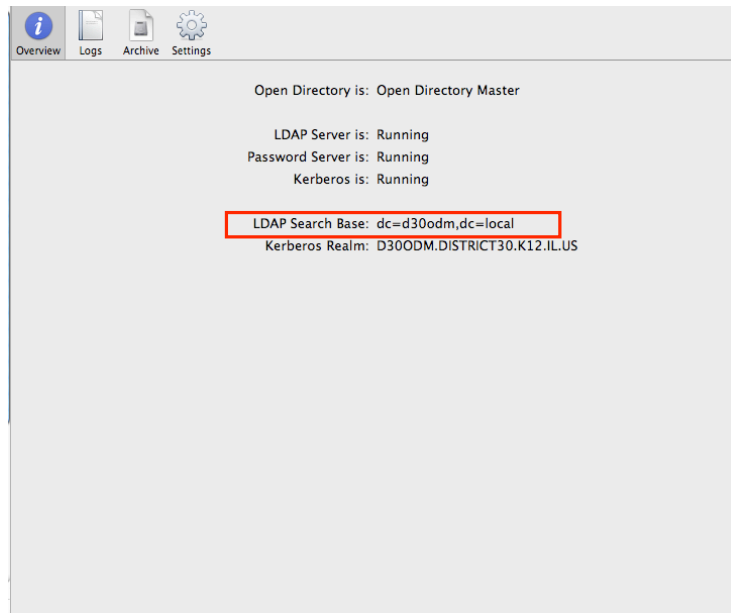 Overview Logs Archive Settings
Open Directory is: Open Directory Master
LDAP Server is: Running
Password Server is: Running
Kerberos is: Running
LDAP Search Base: dc=d30odm,dc=local
Kerberos Realm: D30ODM.DISTRICT30.K12.IL.US